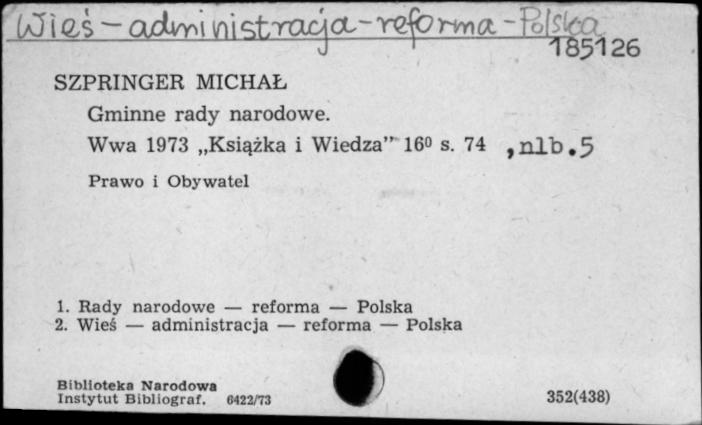 Wieś - administracja - reforma - Polska
185126
SZPRINGER MICHAŁ
Gminne rady narodowe.
Wwa 1973 „Książka i Wiedza” 16⁰ s. 74 , nlb. 5
Prawo i Obywatel
1. Rady narodowe — reforma — Polska
2. Wieś — administracja — reforma — Polska
Biblioteka Narodowa
Instytut Bibliograf. 6422/73
352(438)